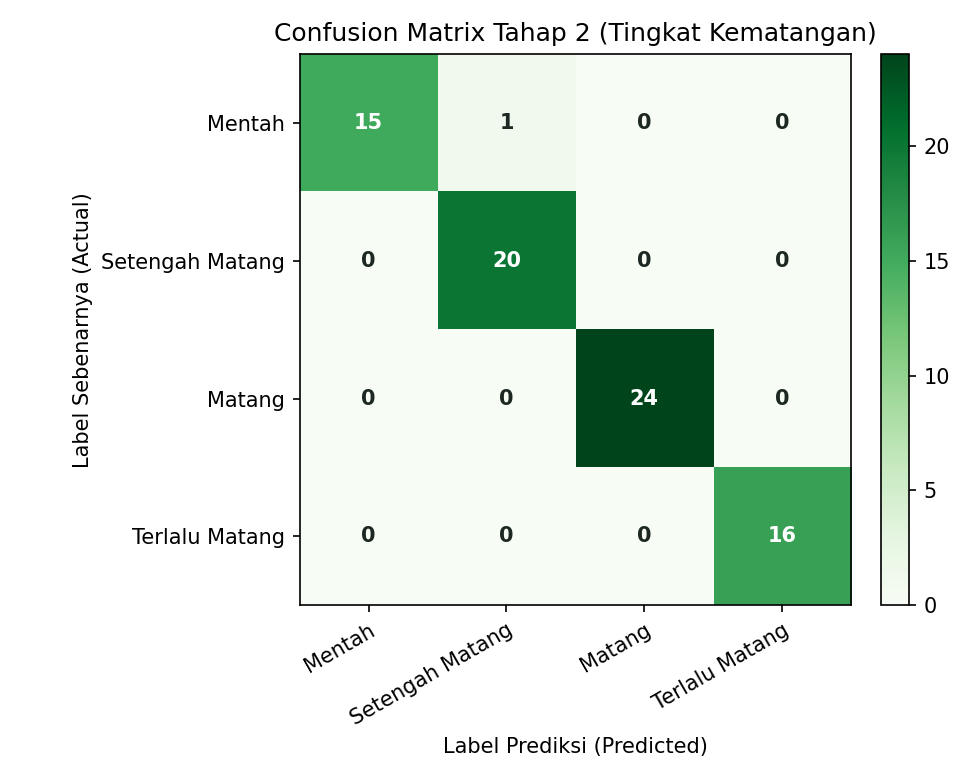 Confusion Matrix Tahap 2 (Tingkat Kematangan)
Label Sebenarnya (Actual)
Mentah 15 1 0 0
Setengah Matang 0 20 0 0
Matang 0 0 24 0
Terlalu Matang 0 0 0 16
Mentah Setengah Matang Matang Terlalu Matang
Label Prediksi (Predicted)
20
15
10
5
0